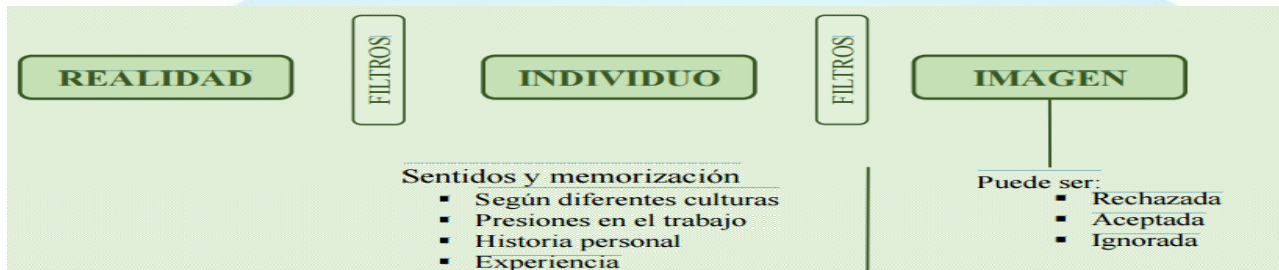 REALIDAD
FILTROS
INDIVIDUO
FILTROS
IMAGEN
Sentidos y memorización
▪ Según diferentes culturas
▪ Presiones en el trabajo
▪ Historia personal
▪ Experiencia
Puede ser:
▪ Rechazada
▪ Aceptada
▪ Ignorada